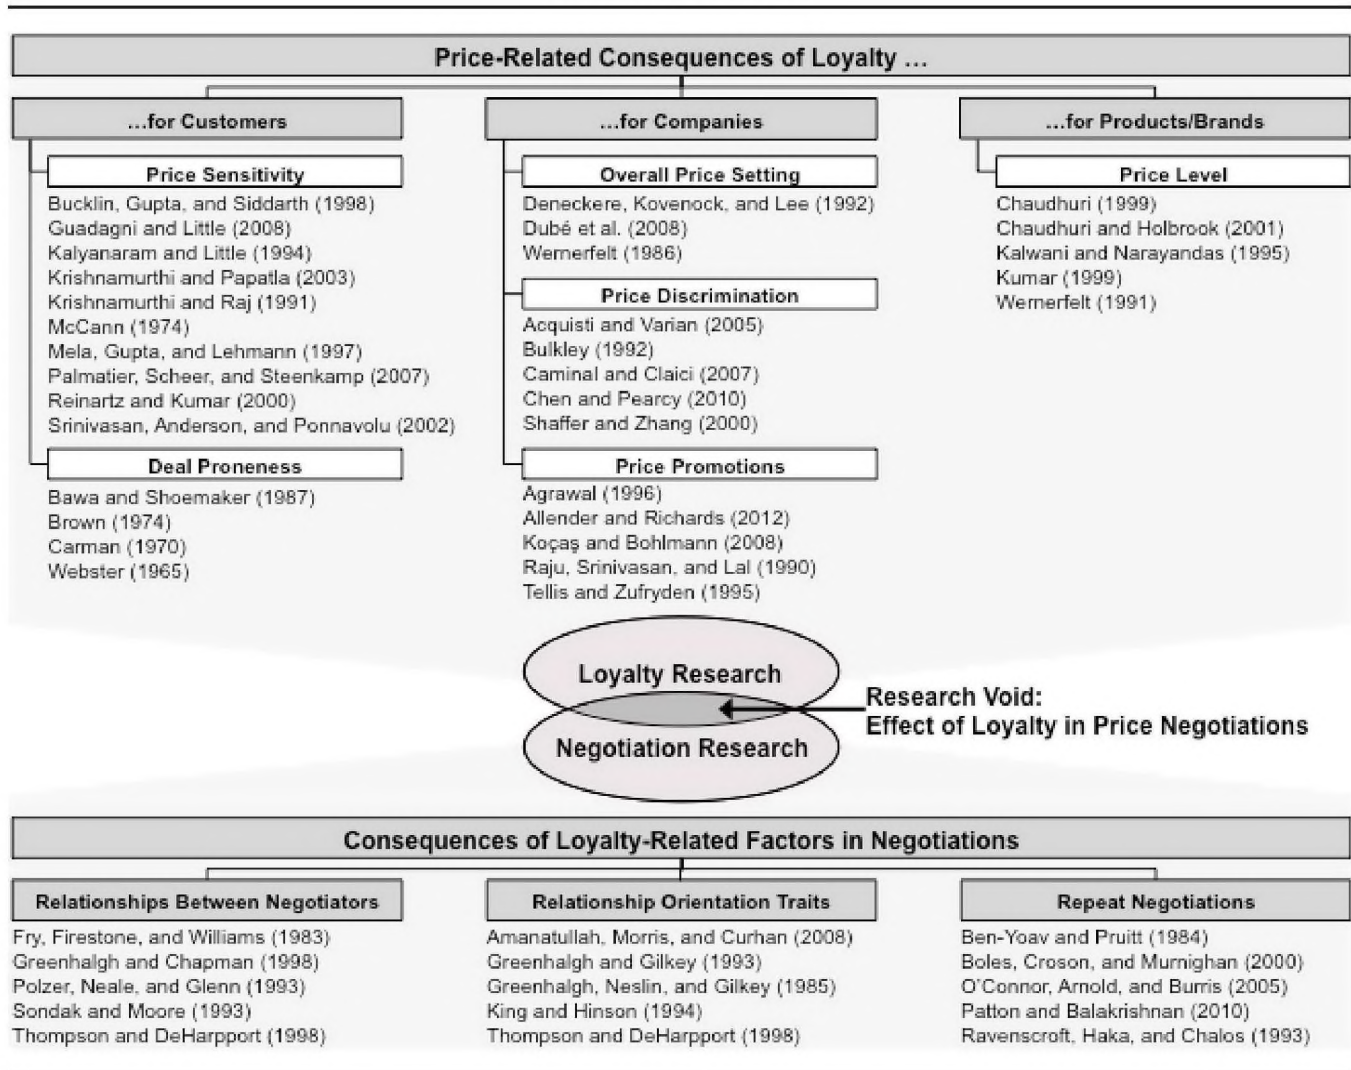 Price-Related Consequences of Loyalty ...
...for Customers
Price Sensitivity
Bucklin, Gupta, and Siddarth (1998)
Guadagni and Little (2008)
Kalyanaram and Little (1994)
Krishnamurthi and Papatla (2003)
Krishnamurthi and Raj (1991)
McCann (1974)
Mela, Gupta, and Lehmann (1997)
Palmatier, Scheer, and Steenkamp (2007)
Reinartz and Kumar (2000)
Srinivasan, Anderson, and Ponnavolu (2002)
Deal Proneness
Bawa and Shoemaker (1987)
Brown (1974)
Carman (1970)
Webster (1965)
...for Companies
Overall Price Setting
Deneckere, Kovenock, and Lee (1992)
Dubé et al. (2008)
Wernerfelt (1986)
Price Discrimination
Acquisti and Varian (2005)
Bulkley (1992)
Caminal and Claici (2007)
Chen and Pearcy (2010)
Shaffer and Zhang (2000)
Price Promotions
Agrawal (1996)
Allender and Richards (2012)
Koçaş and Bohlmann (2008)
Raju, Srinivasan, and Lal (1990)
Tellis and Zufryden (1995)
...for Products/Brands
Price Level
Chaudhuri (1999)
Chaudhuri and Holbrook (2001)
Kalwani and Narayandas (1995)
Kumar (1999)
Wernerfelt (1991)
Loyalty Research
Negotiation Research
Research Void:
Effect of Loyalty in Price Negotiations
Consequences of Loyalty-Related Factors in Negotiations
Relationships Between Negotiators
Fry, Firestone, and Williams (1983)
Greenhalgh and Chapman (1998)
Polzer, Neale, and Glenn (1993)
Sondak and Moore (1993)
Thompson and DeHarpport (1998)
Relationship Orientation Traits
Amanatullah, Morris, and Curhan (2008)
Greenhalgh and Gilkey (1993)
Greenhalgh, Neslin, and Gilkey (1985)
King and Hinson (1994)
Thompson and DeHarpport (1998)
Repeat Negotiations
Ben-Yoav and Pruitt (1984)
Boles, Croson, and Murnighan (2000)
O'Connor, Arnold, and Burris (2005)
Patton and Balakrishnan (2010)
Ravenscroft, Haka, and Chalos (1993)